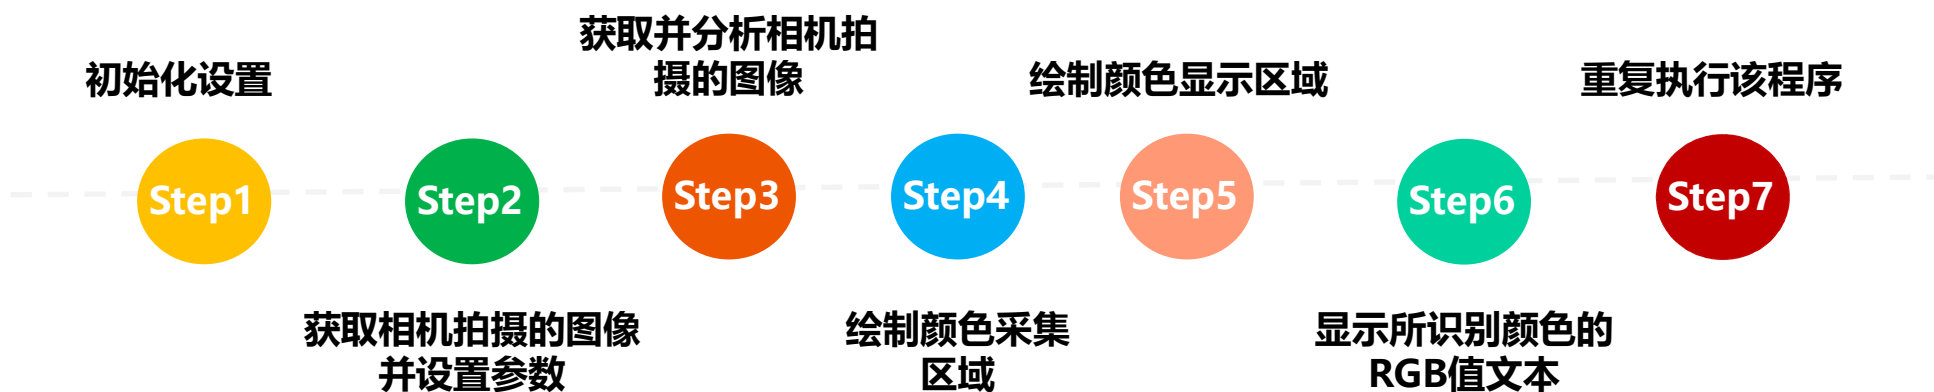 初始化设置
Step1
Step2
获取相机拍摄的图像
并设置参数
获取并分析相机拍
摄的图像
Step3
Step4
绘制颜色采集
区域
绘制颜色显示区域
Step5
Step6
显示所识别颜色的
RGB值文本
重复执行该程序
Step7